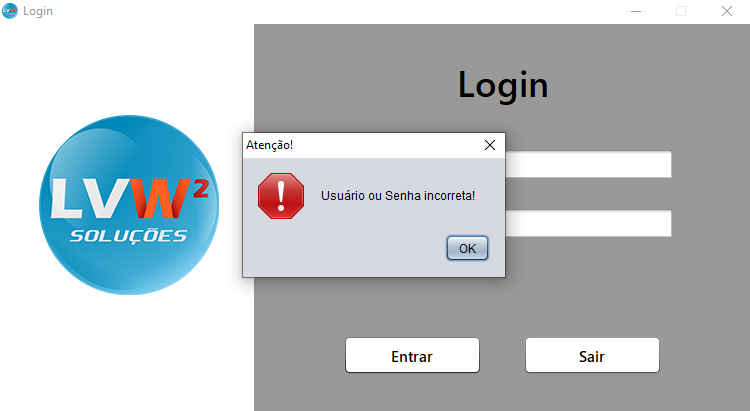 Login
Login
LVW²
SOLUÇÕES
Atenção!
Usuário ou Senha incorreta!
OK
Entrar
Sair